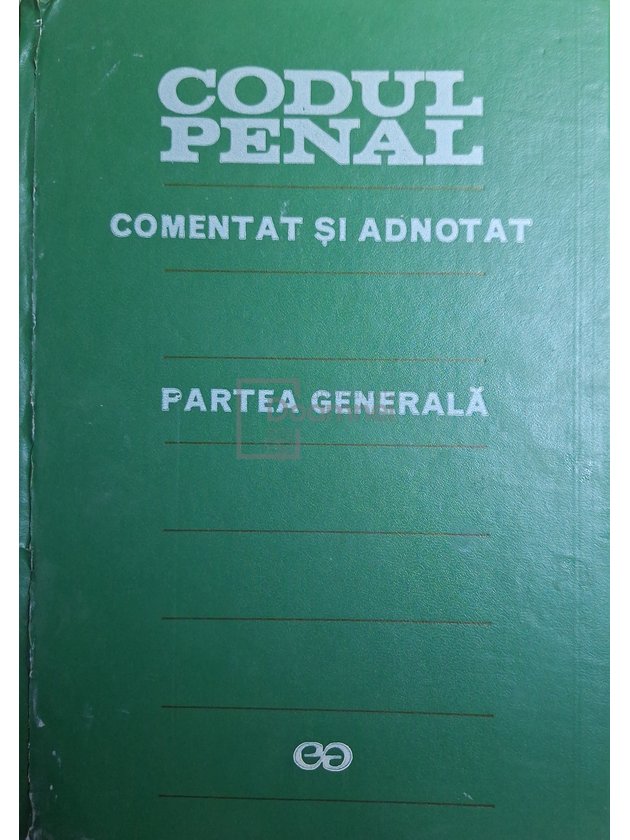 CODUL
PENAL
COMENTAT ȘI ADNOTAT
PARTEA GENERALĂ